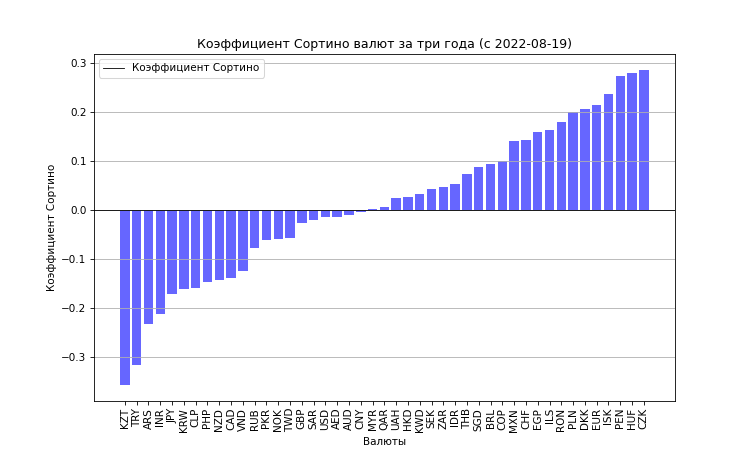 Коэффициент Сортино валют за три года (с 2022-08-19)
Коэффициент Сортино
Коэффициент Сортино
0.3
0.2
0.1
0.0
−0.1
−0.2
−0.3
KZT
TRY
ARS
INR
JPY
KRW
CLP
PHP
NZD
CAD
VND
RUB
PKR
NOK
TWD
GBP
SAR
USD
AED
AUD
CNY
MYR
QAR
UAH
HKD
KWD
SEK
ZAR
IDR
THB
SGD
BRL
COP
MXN
CHF
EGP
ILS
RON
PLN
DKK
EUR
ISK
PEN
HUF
CZK
Валюты